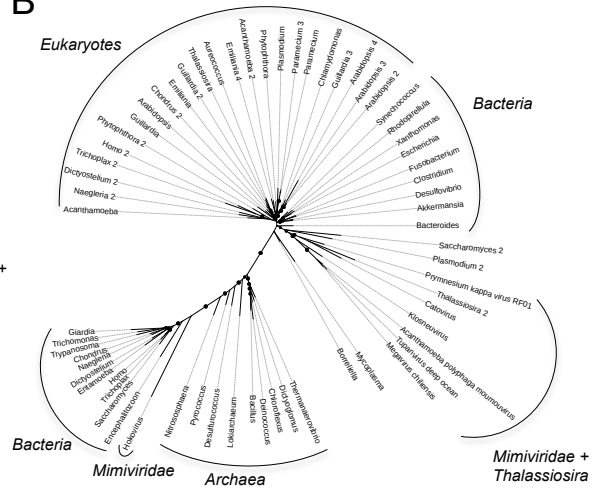 B
Eukaryotes
Acanthamoeba
Naegleria 2
Dictyostelium 2
Trichoplax 2
Homo 2
Phytophthora 2
Guillardia
Arabidopsis
Chondrus 2
Emiliania
Guillardia 2
Thalassiosira
Aureococcus
Emiliania 4
Acanthamoeba 2
Phytophthora
Plasmodium
Paramecium 3
Paramecium
Chlamydomonas
Guillardia 3
Arabidopsis 4
Arabidopsis 3
Arabidopsis 2
Synechococcus
Rhodopirellula
Xanthomonas
Escherichia
Fusobacterium
Clostridium
Desulfovibrio
Akkermansia
Bacteroides
Bacteria
Saccharomyces 2
Plasmodium 2
Prymnesium kappa virus RF01
Thalassiosira 2
Catovirus
Klosneuvirus
Acanthamoeba polyphaga moumouvirus
Tupanvirus deep ocean
Megavirus chiliensis
Mimiviridae +
Thalassiosira
Mycoplasma
Borreliella
Thermanaerovibrio
Dictyoglomus
Chloroflexus
Deinococcus
Bacillus
Lokiarchaeum
Desulfurococcus
Pyrococcus
Nitrososphaera
Archaea
Hokovirus
Mimiviridae
Encephalitozoon
Saccharomyces
Trichoplax
Homo
Entamoeba
Dictyostelium
Naegleria
Chondrus
Trypanosoma
Trichomonas
Giardia
Bacteria
+